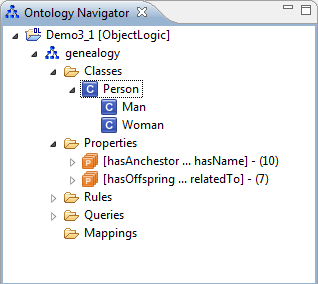 Ontology Navigator
Demo3_1 [ObjectLogic]
genealogy
Classes
C Person
C Man
C Woman
Properties
P [hasAnchestor ... hasName] - (10)
P [hasOffspring ... relatedTo] - (7)
Rules
Queries
Mappings